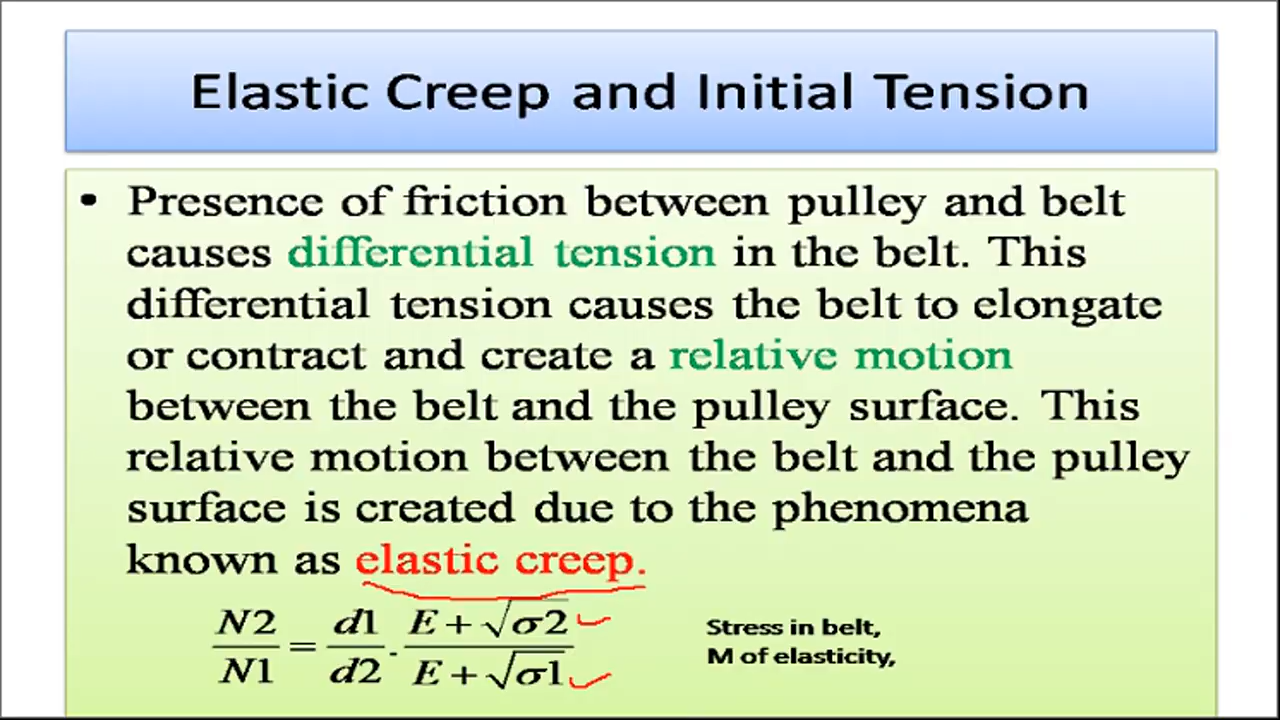 Elastic Creep and Initial Tension
• Presence of friction between pulley and belt
causes differential tension in the belt. This
differential tension causes the belt to elongate
or contract and create a relative motion
between the belt and the pulley surface. This
relative motion between the belt and the pulley
surface is created due to the phenomena
known as elastic creep.
N2/N1 = d1/d2 . E + √σ2 / E + √σ1
Stress in belt,
M of elasticity,